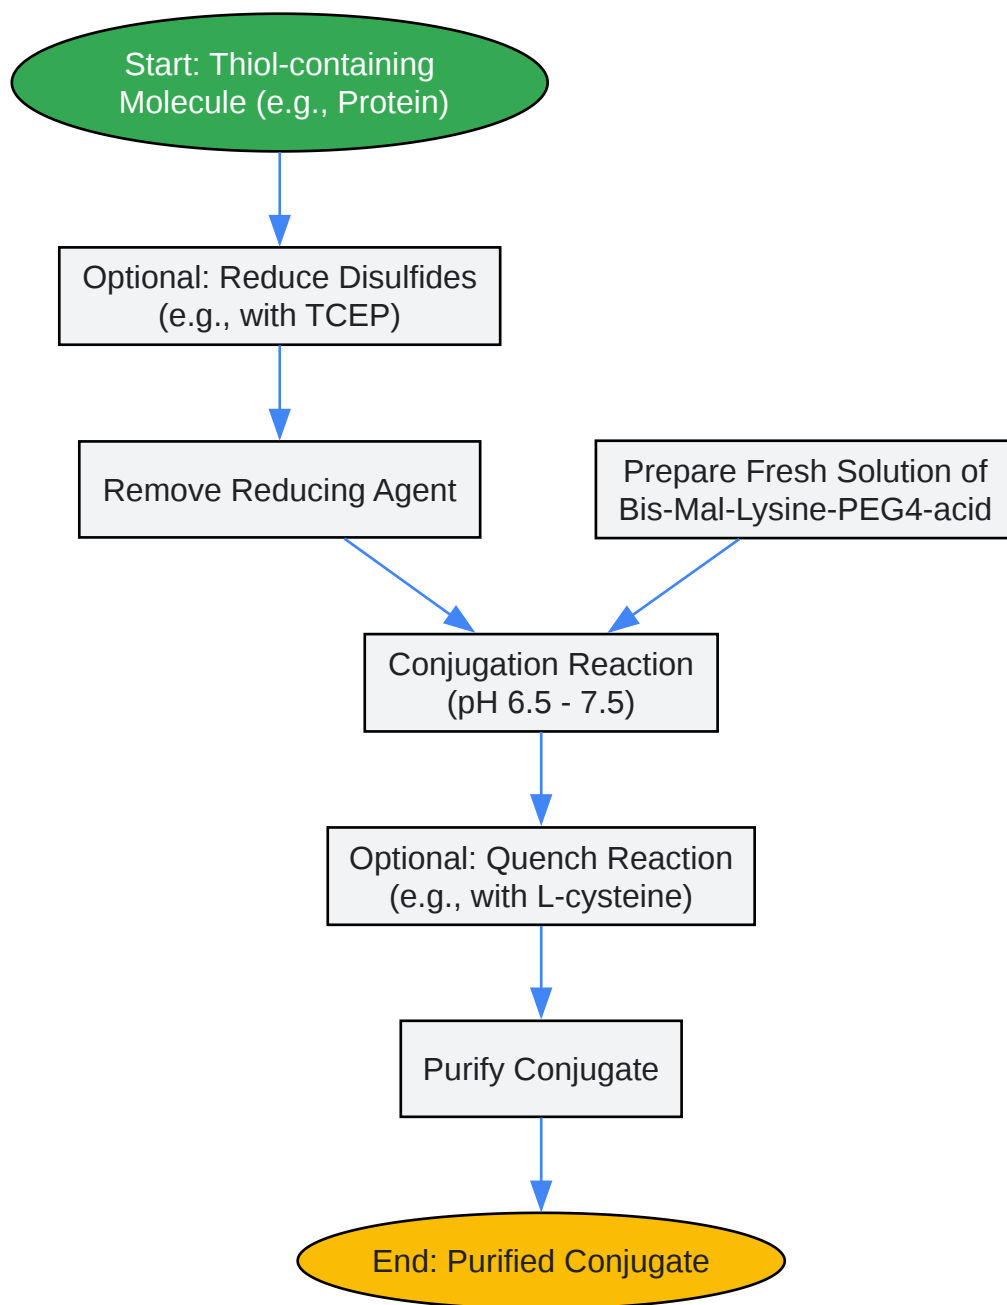 Start: Thiol-containing
Molecule (e.g., Protein)
Optional: Reduce Disulfides
(e.g., with TCEP)
Remove Reducing Agent
Prepare Fresh Solution of
Bis-Mal-Lysine-PEG4-acid
Conjugation Reaction
(pH 6.5 - 7.5)
Optional: Quench Reaction
(e.g., with L-cysteine)
Purify Conjugate
End: Purified Conjugate